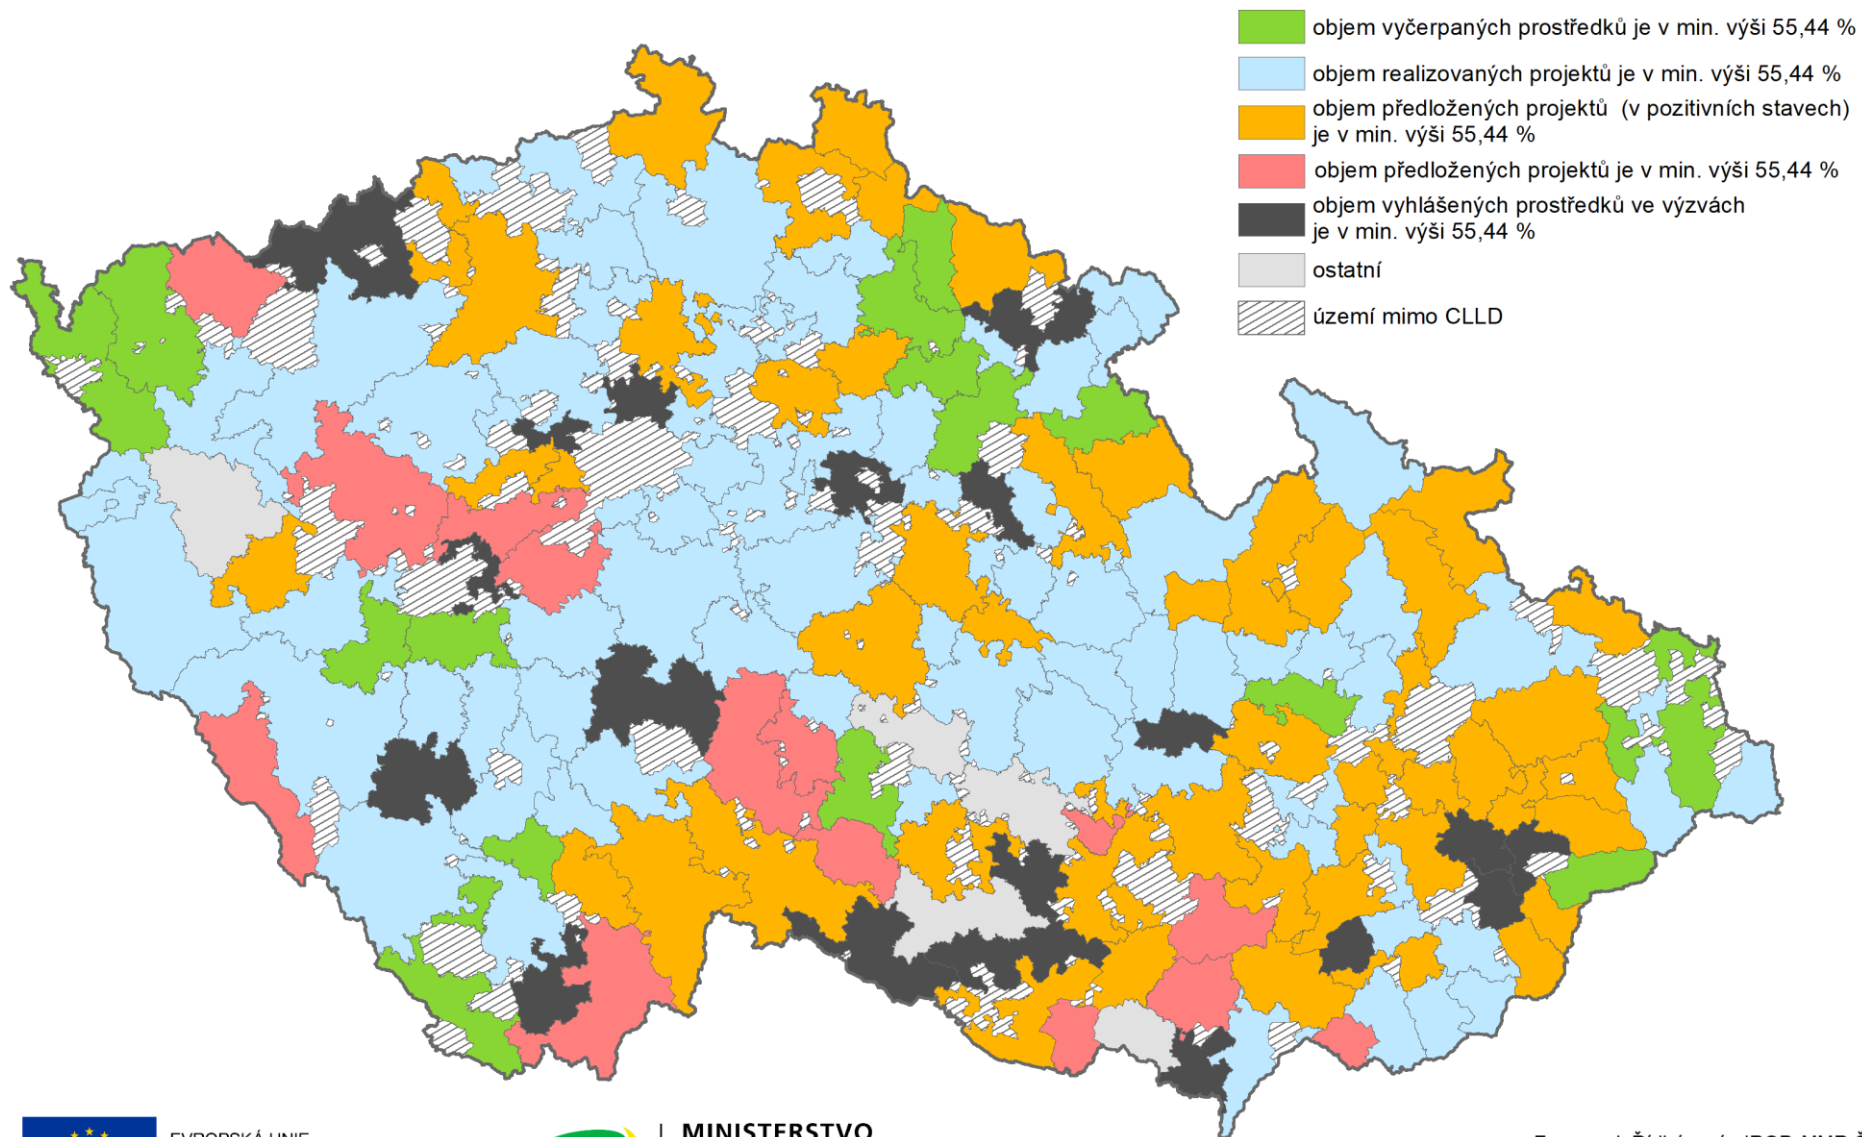 objem vyčerpaných prostředků je v min. výši 55,44 %
objem realizovaných projektů je v min. výši 55,44 %
objem předložených projektů (v pozitivních stavech)
je v min. výši 55,44 %
objem předložených projektů je v min. výši 55,44 %
objem vyhlášených prostředků ve výzvách
je v min. výši 55,44 %
ostatní
území mimo CLLD
EVROPSKÁ UNIE
MINISTERSTVO